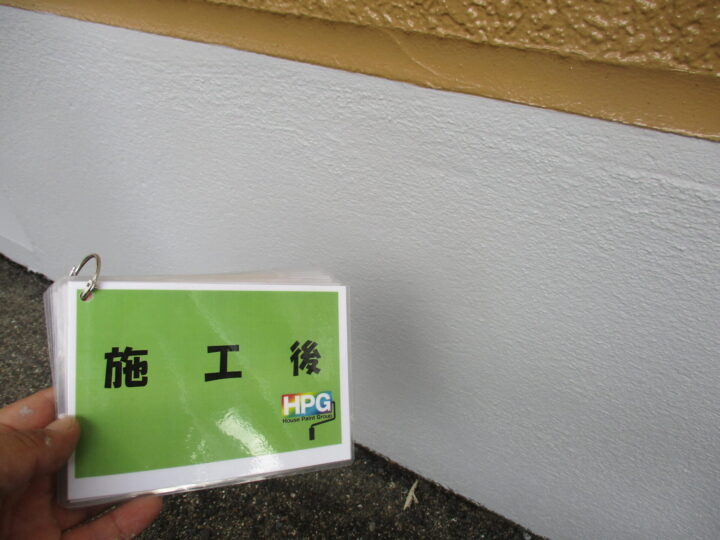 施工後
HPG
House Paint Group